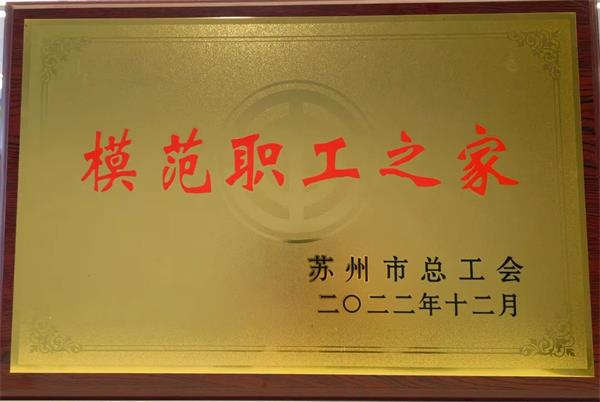 模范职工之家
苏州市总工会
二〇二二年十二月